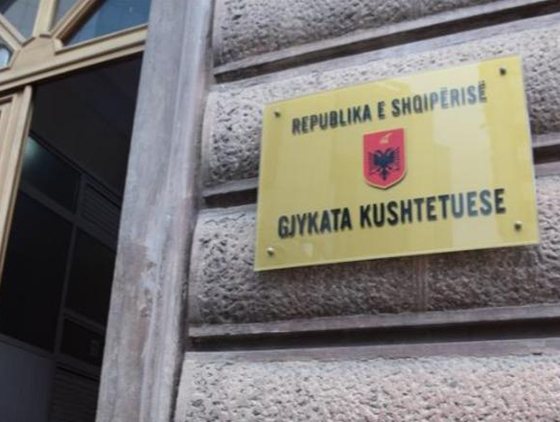 REPUBLIKA E SHQIPËRISË
GJYKATA KUSHTETUESE